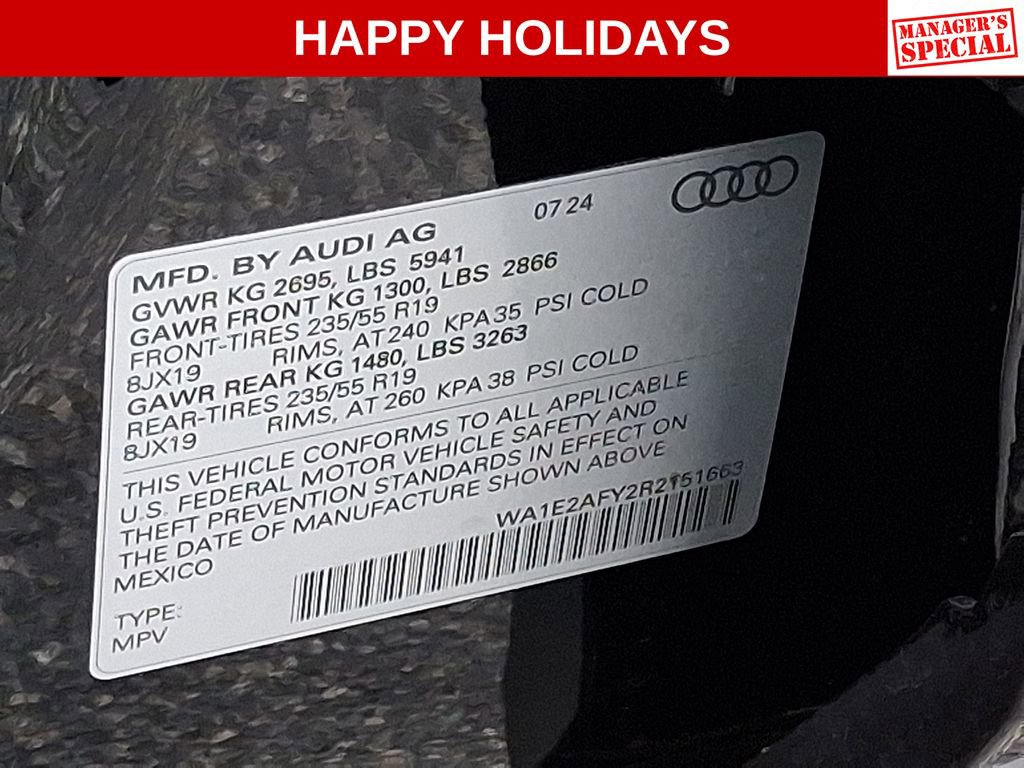 HAPPY HOLIDAYS
MANAGER'S
SPECIAL
07 24
MFD. BY AUDI AG
GVWR KG 2695, LBS 5941
GAWR FRONT KG 1300, LBS 2866
FRONT-TIRES 235/55 R19
8JX19 RIMS, AT 240 KPA 35 PSI COLD
GAWR REAR KG 1480, LBS 3263
REAR-TIRES 235/55 R19
8JX19 RIMS, AT 260 KPA 38 PSI COLD
THIS VEHICLE CONFORMS TO ALL APPLICABLE
U.S. FEDERAL MOTOR VEHICLE SAFETY AND
THEFT PREVENTION STANDARDS IN EFFECT ON
THE DATE OF MANUFACTURE SHOWN ABOVE
MEXICO
WA1E2AFY2R2151663
TYPE:
MPV